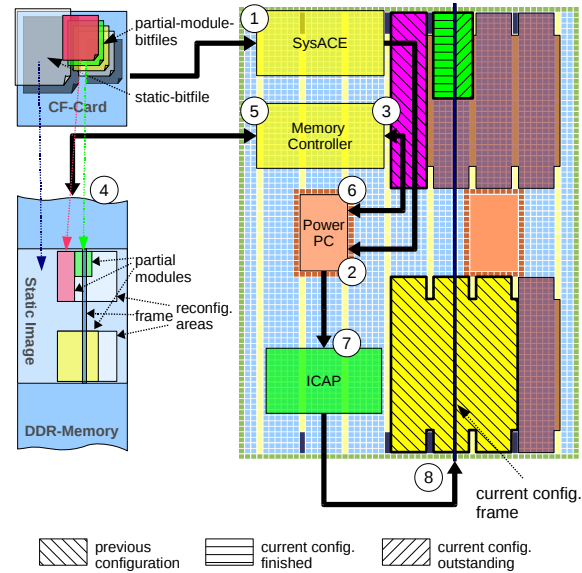 partial-module-
bitfiles
static-bitfile
CF-Card
1
SysACE
5
3
Memory
Controller
4
6
Power
PC
2
partial
modules
Static Image
frame
reconfig.
areas
7
ICAP
DDR-Memory
8
current config.
frame
previous
configuration
current config.
finished
current config.
outstanding